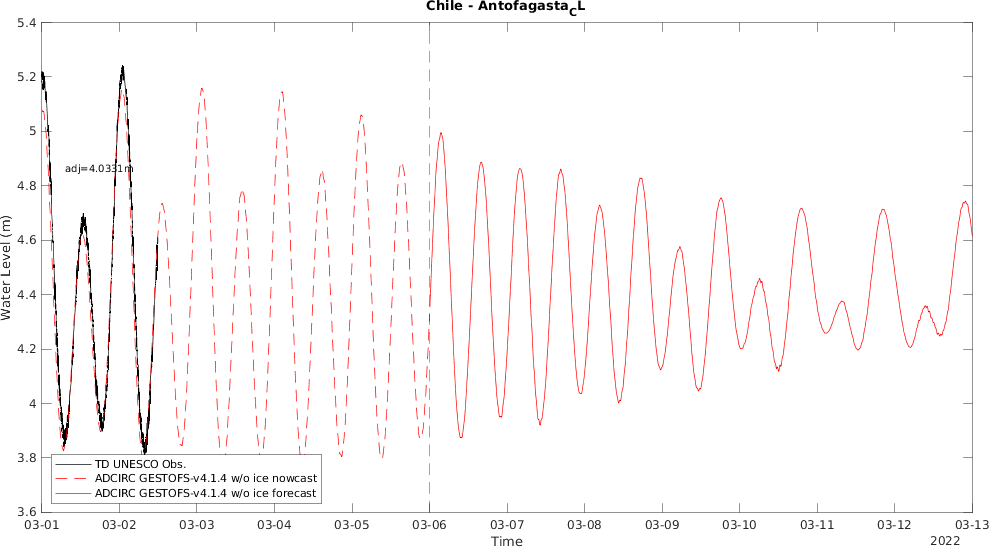 Chile - Antofagasta_CL
5.4
5.2
5
4.8
4.6
4.4
4.2
4
3.8
3.6
Water Level (m)
adj=4.0331m
TD UNESCO Obs.
ADCIRC GESTOFS-v4.1.4 w/o ice nowcast
ADCIRC GESTOFS-v4.1.4 w/o ice forecast
03-01 03-02 03-03 03-04 03-05 03-06 03-07 03-08 03-09 03-10 03-11 03-12 03-13
Time
2022